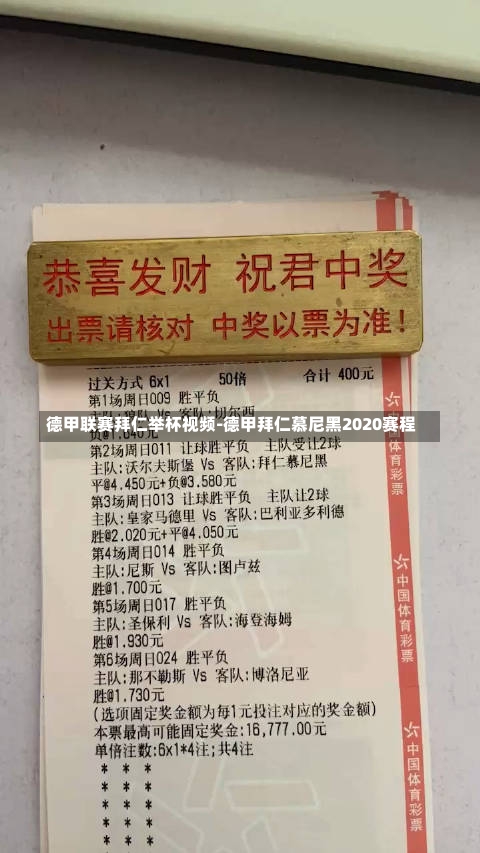 恭喜发财 祝君中奖
出票请核对 中奖以票为准!
过关方式 6x1 50倍 合计 400元
第1场周日009 胜平负
客队:切尔西
德甲联赛拜仁举杯视频-德甲拜仁慕尼黑2020赛程
第2场周日011 让球胜平负 主队受让2球
主队:沃尔夫斯堡 Vs 客队:拜仁慕尼黑
平@4.450元+负@3.580元
第3场周日013 让球胜平负 主队让2球
主队:皇家马德里 Vs 客队:巴利亚多利德
胜@2.020元+平@4.050元
第4场周日014 胜平负
主队:尼斯 Vs 客队:图卢兹
胜@1.700元
第5场周日017 胜平负
主队:圣保利 Vs 客队:海登海姆
胜@1.930元
第6场周日024 胜平负
主队:那不勒斯 Vs 客队:博洛尼亚
胜@1.730元
(选项固定奖金额为每1元投注对应的奖金额)
本票最高可能固定奖金:16,777.00元
单倍注数:6x1*4注;共4注
* * *
* * *
* * *
* * *
* * *
中国体育彩票
中国体育彩票
中国体育彩票